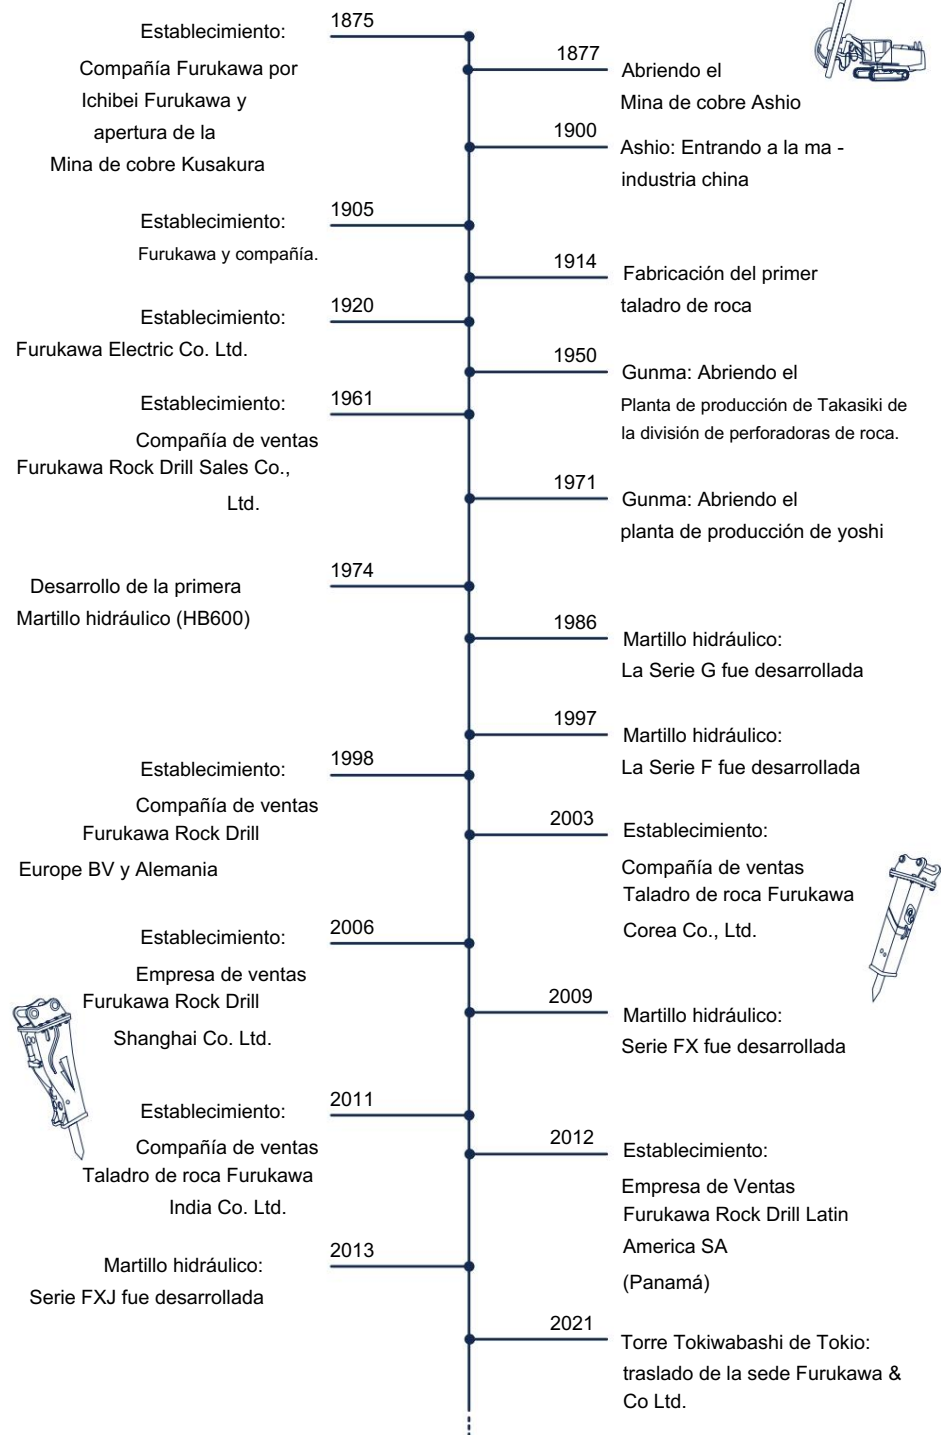 1875
Establecimiento:
Compañía Furukawa por
Ichibei Furukawa y
apertura de la
Mina de cobre Kusakura
1877
Abriendo el
Mina de cobre Ashio
1900
Ashio: Entrando a la ma -
industria china
1905
Establecimiento:
Furukawa y compañía.
1914
Fabricación del primer
taladro de roca
1920
Establecimiento:
Furukawa Electric Co. Ltd.
1950
Gunma: Abriendo el
Planta de producción de Takasiki de
la división de perforadoras de roca.
1961
Establecimiento:
Compañía de ventas
Furukawa Rock Drill Sales Co.,
Ltd.
1971
Gunma: Abriendo el
planta de producción de yoshi
1974
Desarrollo de la primera
Martillo hidráulico (HB600)
1986
Martillo hidráulico:
La Serie G fue desarrollada
1997
Martillo hidráulico:
La Serie F fue desarrollada
1998
Establecimiento:
Compañía de ventas
Furukawa Rock Drill
Europe BV y Alemania
2003
Establecimiento:
Compañía de ventas
Taladro de roca Furukawa
Corea Co., Ltd.
2006
Establecimiento:
Empresa de ventas
Furukawa Rock Drill
Shanghai Co. Ltd.
2009
Martillo hidráulico:
Serie FX fue desarrollada
2011
Establecimiento:
Compañía de ventas
Taladro de roca Furukawa
India Co. Ltd.
2012
Establecimiento:
Empresa de Ventas
Furukawa Rock Drill Latin
America SA
(Panamá)
2013
Martillo hidráulico:
Serie FXJ fue desarrollada
2021
Torre Tokiwabashi de Tokio:
traslado de la sede Furukawa &
Co Ltd.